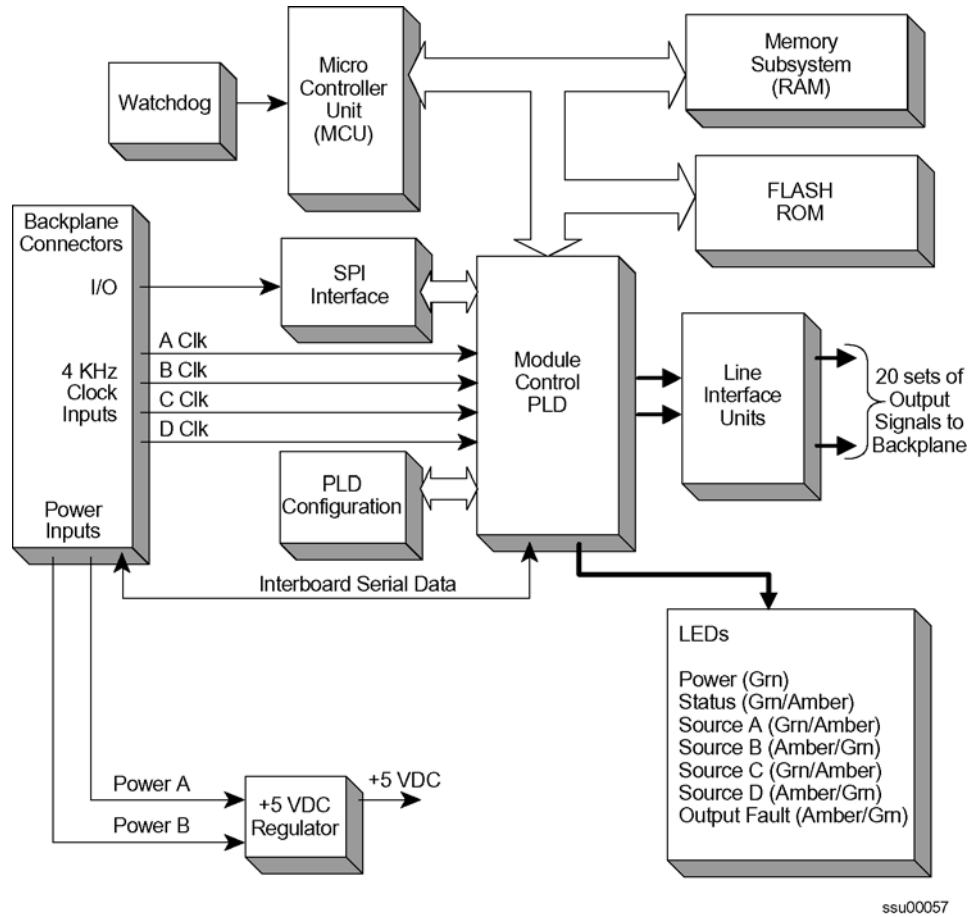 Watchdog
Micro
Controller
Unit
(MCU)
Memory
Subsystem
(RAM)
FLASH
ROM
Backplane
Connectors
I/O
4 KHz
Clock
Inputs
Power
Inputs
SPI
Interface
A Clk
B Clk
C Clk
D Clk
PLD
Configuration
Module
Control
PLD
Line
Interface
Units
20 sets of
Output
Signals to
Backplane
Interboard Serial Data
LEDs
Power (Grn)
Status (Grn/Amber)
Source A (Grn/Amber)
Source B (Amber/Grn)
Source C (Grn/Amber)
Source D (Amber/Grn)
Output Fault (Amber/Grn)
Power A
Power B
+5 VDC
Regulator
+5 VDC
ssu00057